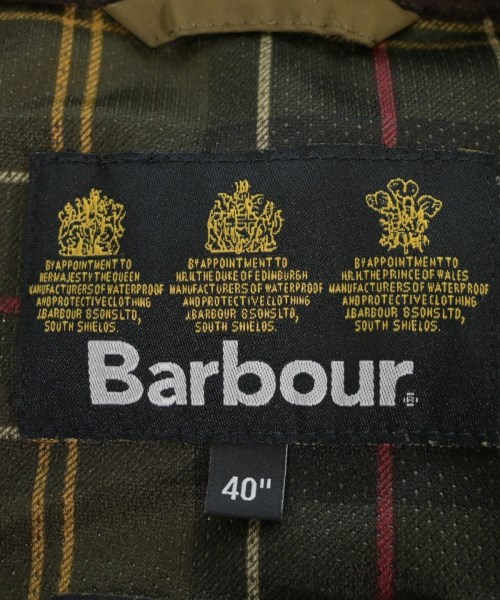 BY APPOINTMENT TO
HER MAJESTY THE QUEEN
MANUFACTURERS OF WATERPROOF
AND PROTECTIVE CLOTHING
J.BARBOUR & SONS LTD,
SOUTH SHIELDS.
BY APPOINTMENT TO
H.R.H. THE DUKE OF EDINBURGH
MANUFACTURERS OF WATERPROOF
AND PROTECTIVE CLOTHING
J.BARBOUR & SONS LTD,
SOUTH SHIELDS.
BY APPOINTMENT TO
H.R.H. THE PRINCE OF WALES
MANUFACTURERS OF WATERPROOF
AND PROTECTIVE CLOTHING
J.BARBOUR & SONS LTD,
SOUTH SHIELDS.
Barbour
40"